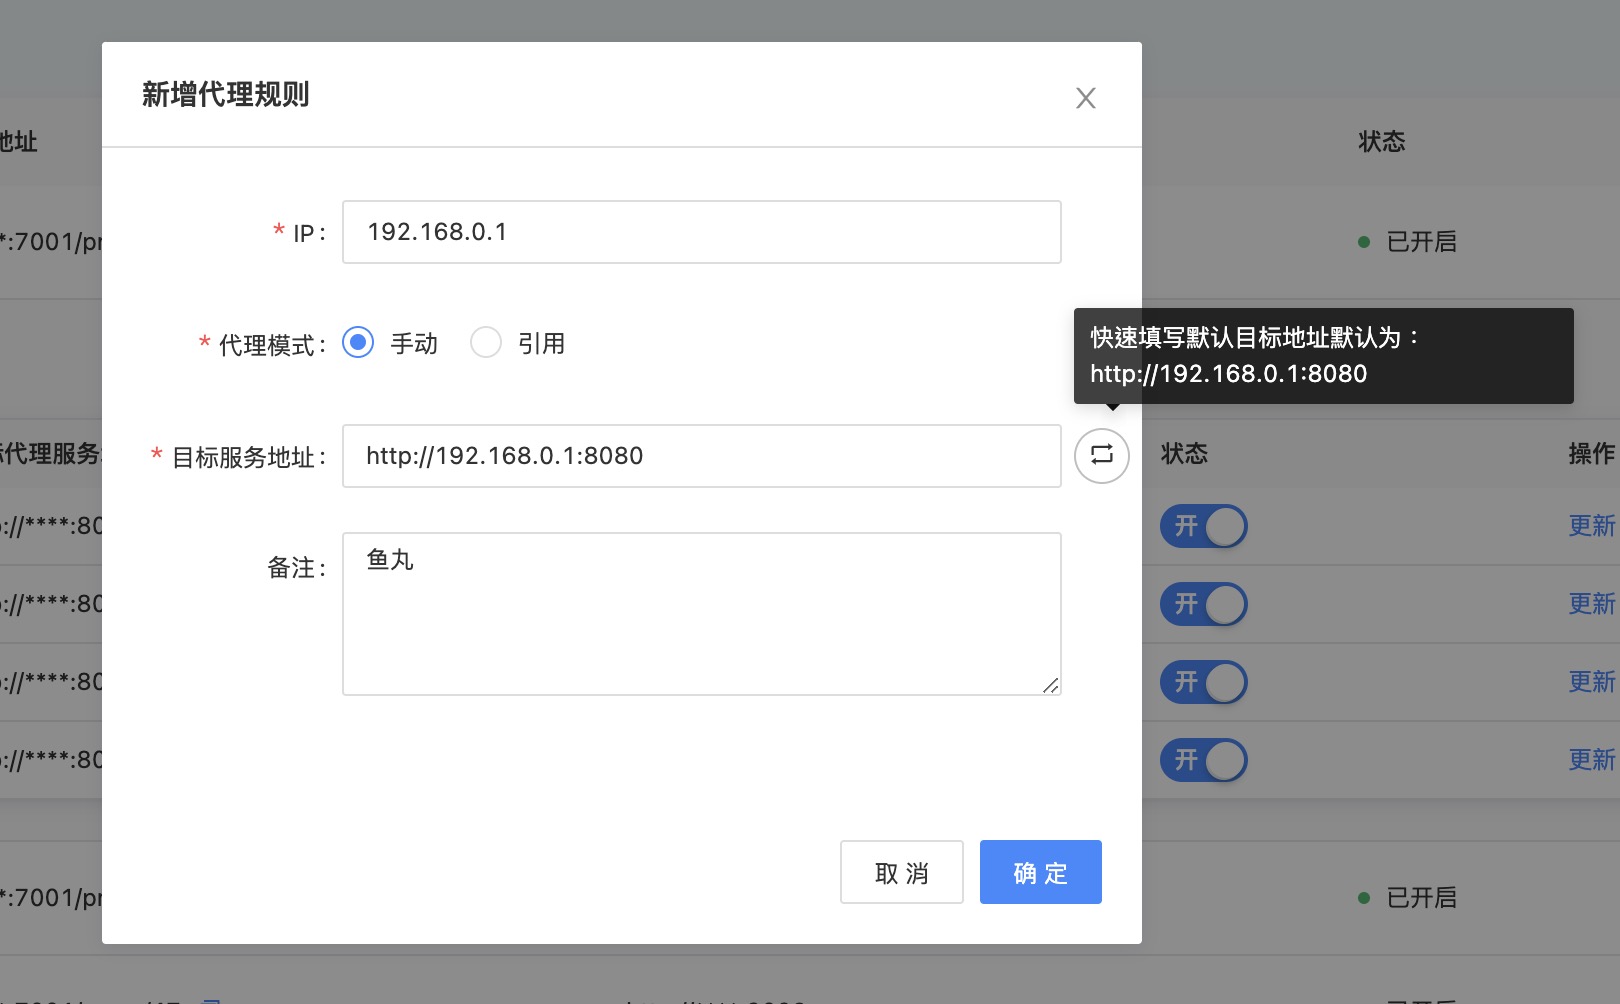 新增代理规则
地址
状态
*:7001/pr
已开启
* IP :
192.168.0.1
* 代理模式 :
手动
引用
快速填写默认目标地址默认为：
http://192.168.0.1:8080
* 目标服务地址 :
http://192.168.0.1:8080
代理服务
状态
操作
备注 :
鱼丸
://****:80
开
更新
://****:80
开
更新
://****:80
开
更新
://****:80
开
更新
取 消
确 定
*:7001/pr
已开启